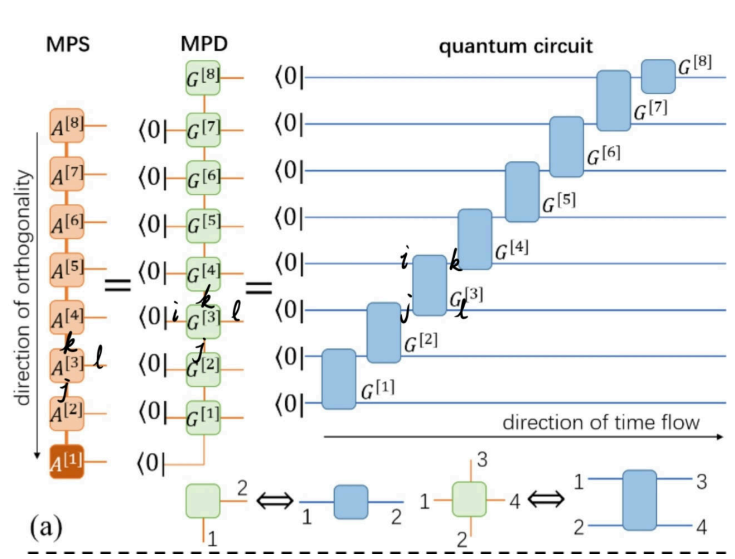 MPS MPD quantum circuit
G^[8] ⟨0| G^[8]
A^[8] ⟨0| G^[7] ⟨0| G^[7]
A^[7] ⟨0| G^[6] ⟨0| G^[6]
A^[6] ⟨0| G^[5] ⟨0| G^[5]
A^[5] = ⟨0| G^[4] = ⟨0| i k G^[4]
k
A^[4] ⟨0| i G^[3] l ⟨0| j l G^[3]
k j
A^[3] l ⟨0| G^[2] ⟨0| G^[2]
j
A^[2] ⟨0| G^[1] ⟨0| G^[1]
A^[1] ⟨0|
direction of orthogonality
direction of time flow
2 1 ⇔ 1 2
3 1 4 2 ⇔ 1 3 2 4
(a)